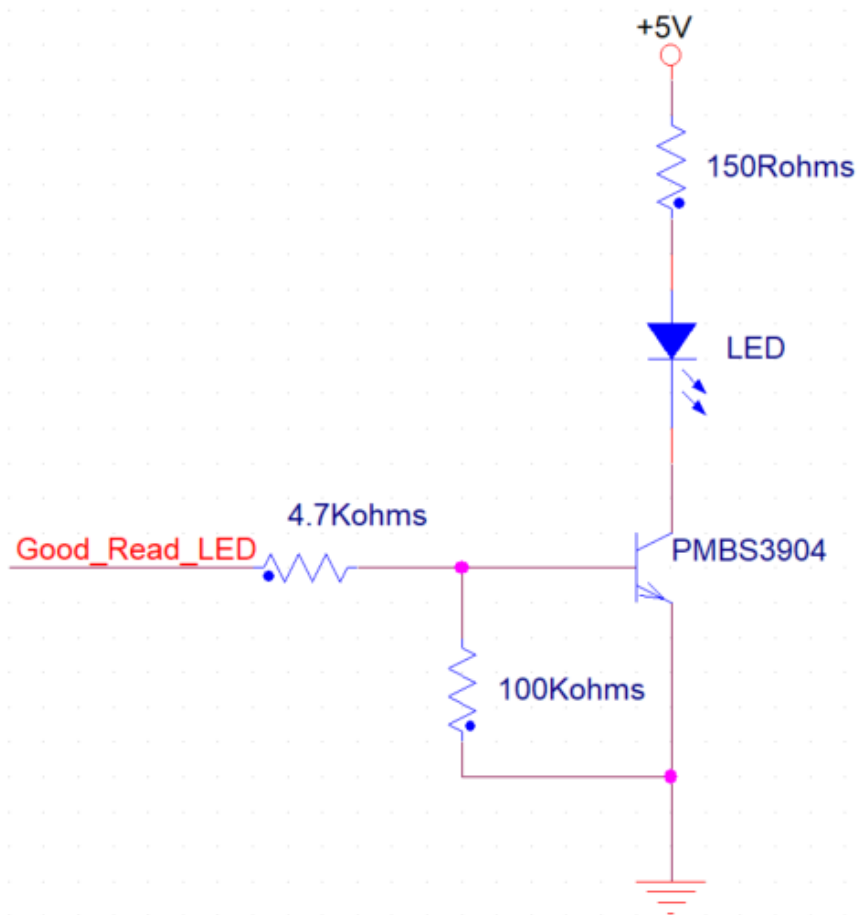 +5V
150Rohms
LED
4.7Kohms
Good_Read_LED
PMBS3904
100Kohms